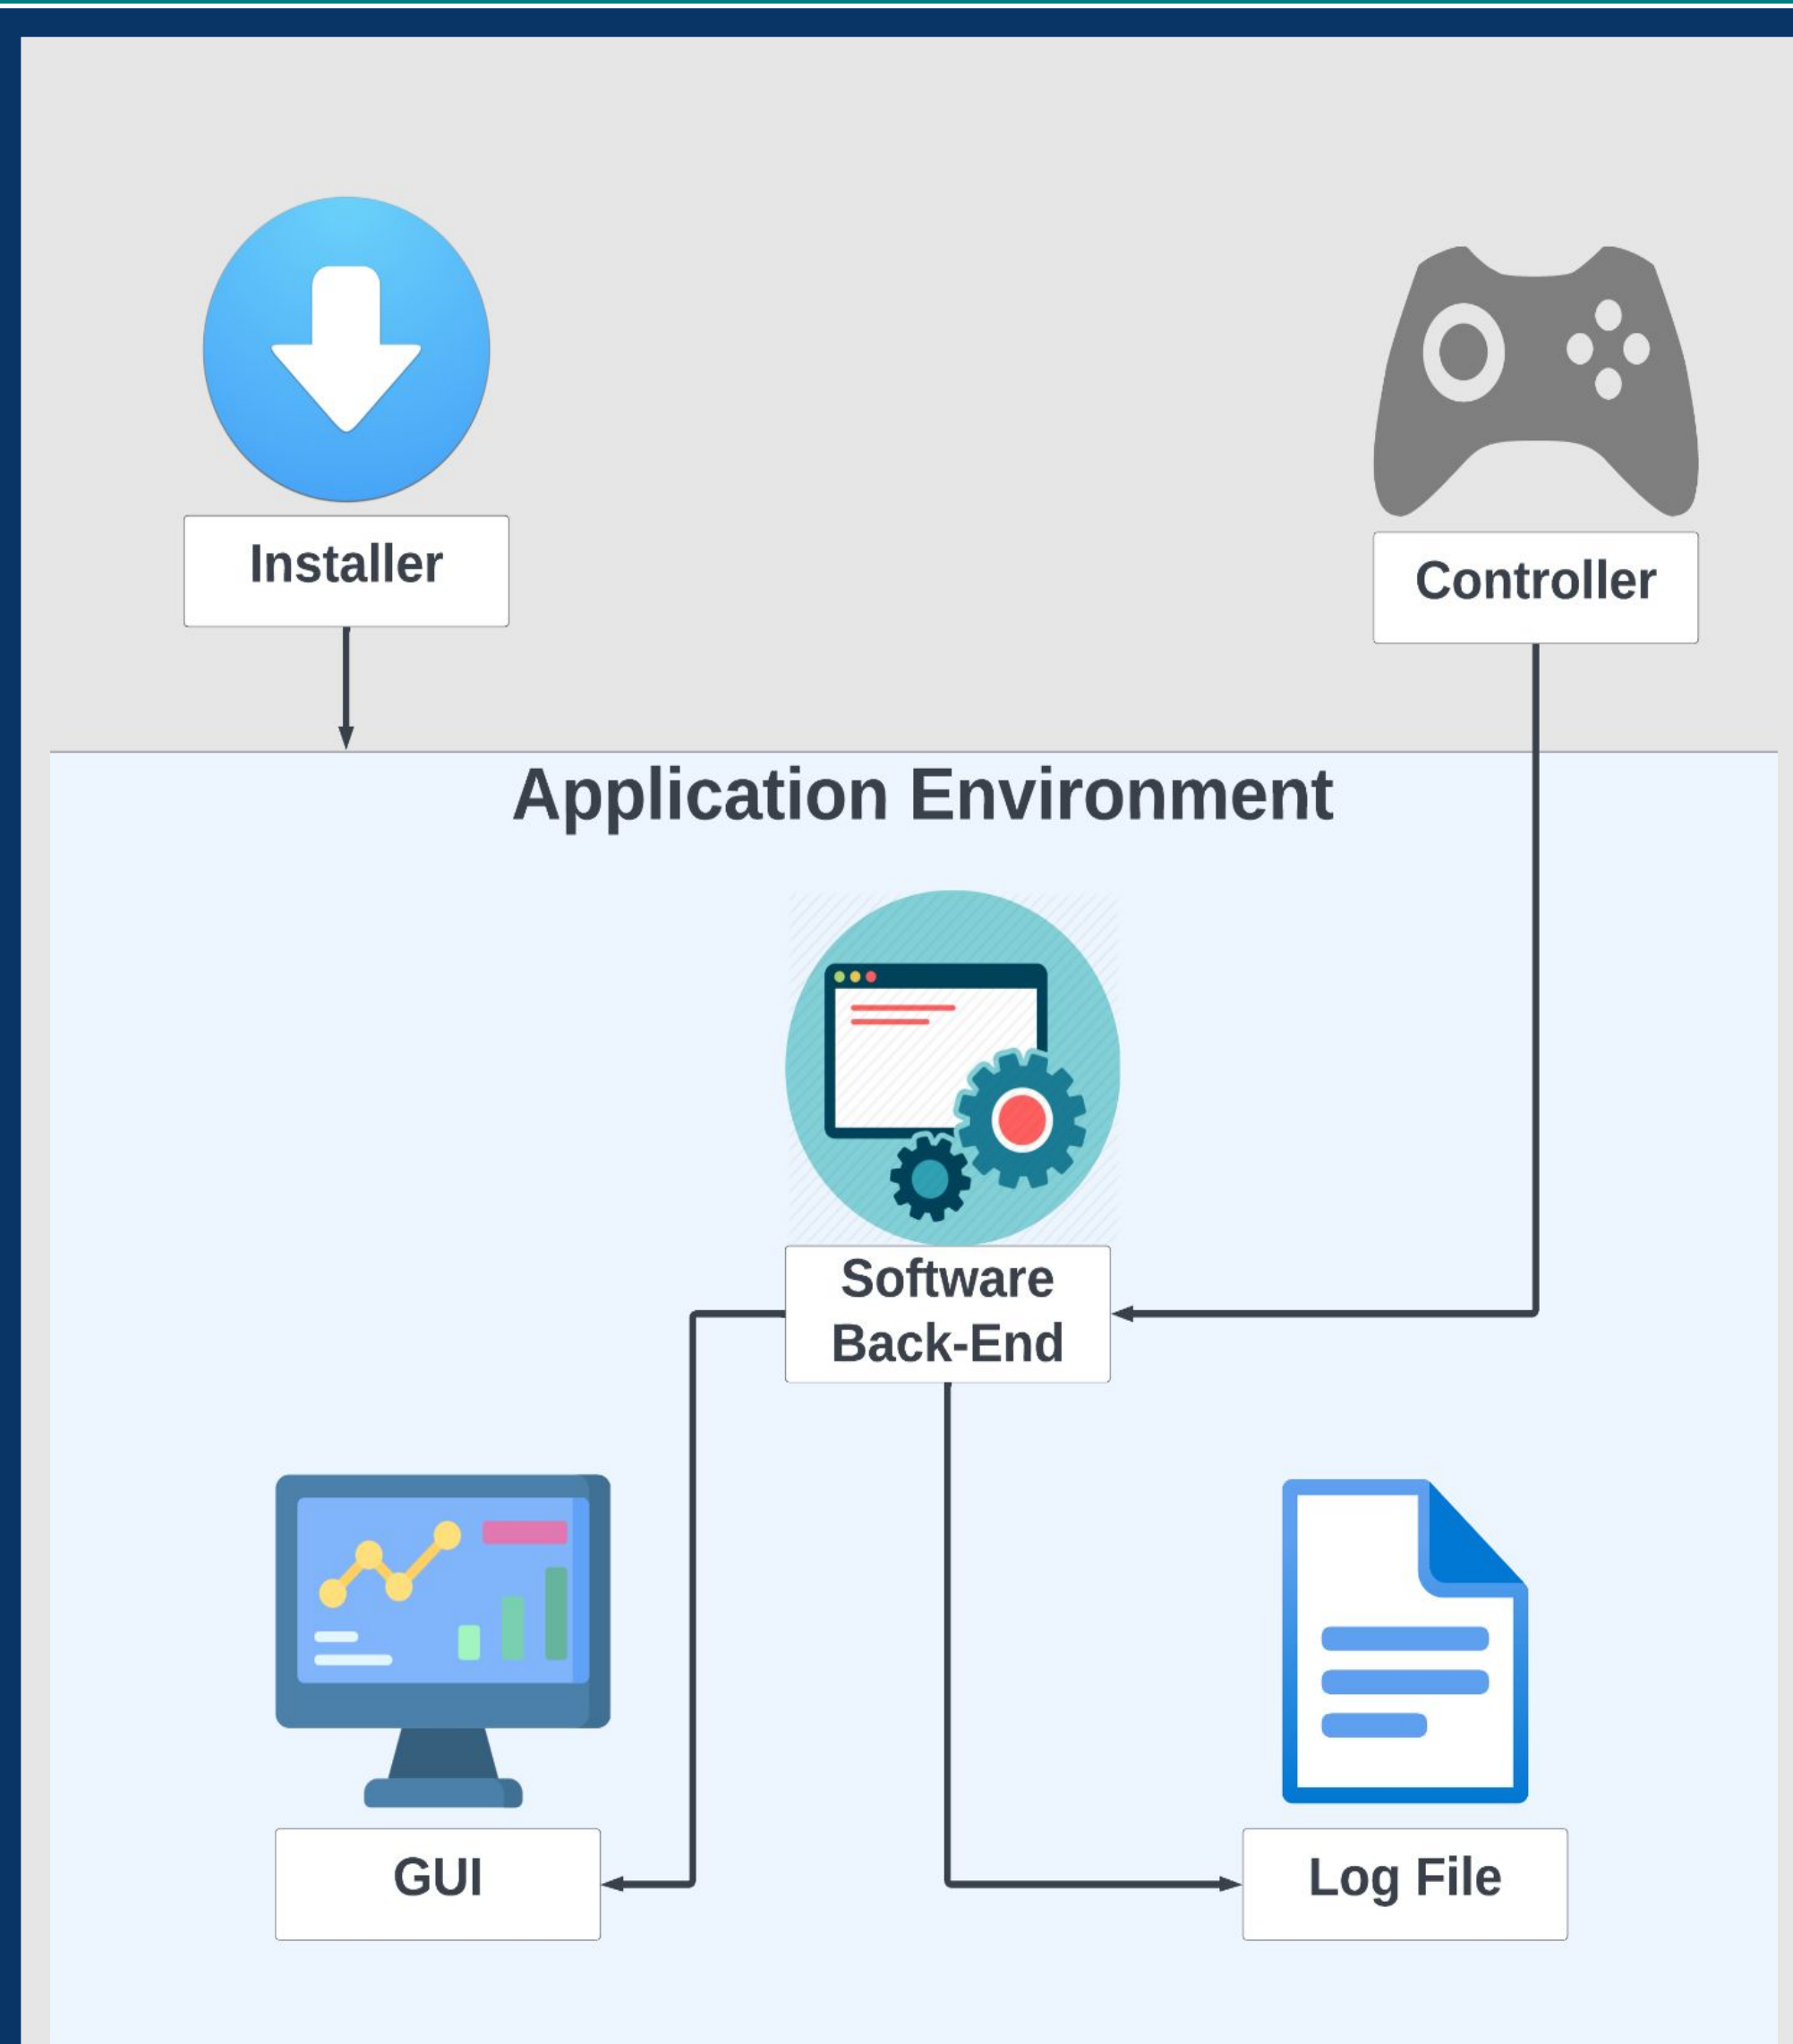 Installer
Controller
Application Environment
Software
Back-End
GUI
Log File